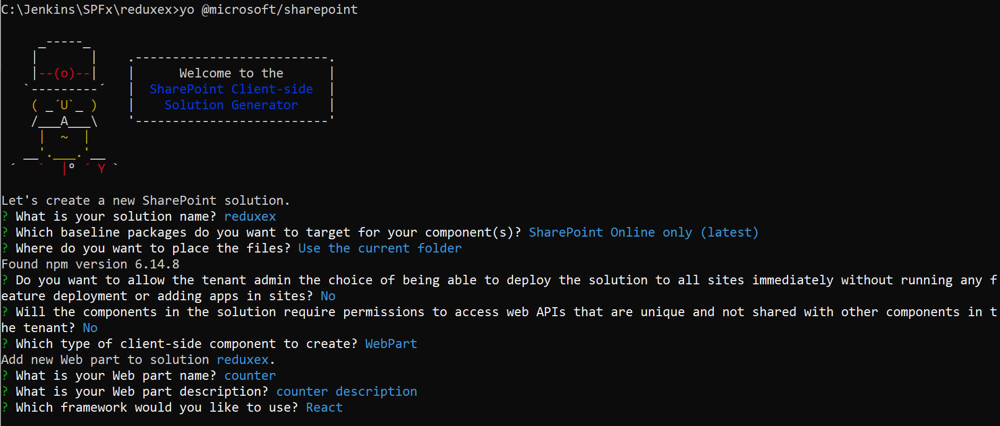 C:\Jenkins\SPFx\reduxex>yo @microsoft/sharepoint
     _-----_
    |       |    .--------------------------.
    |--(o)--|    |      Welcome to the      |
   `---------´   |  SharePoint Client-side  |
    ( _´U`_ )    |    Solution Generator    |
    /___A___\    '--------------------------'
     |  ~  |
   __'.___.'__
 ´   `  |° ´ Y `
Let's create a new SharePoint solution.
? What is your solution name? reduxex
? Which baseline packages do you want to target for your component(s)? SharePoint Online only (latest)
? Where do you want to place the files? Use the current folder
Found npm version 6.14.8
? Do you want to allow the tenant admin the choice of being able to deploy the solution to all sites immediately without running any f
eature deployment or adding apps in sites? No
? Will the components in the solution require permissions to access web APIs that are unique and not shared with other components in t
he tenant? No
? Which type of client-side component to create? WebPart
Add new Web part to solution reduxex.
? What is your Web part name? counter
? What is your Web part description? counter description
? Which framework would you like to use? React